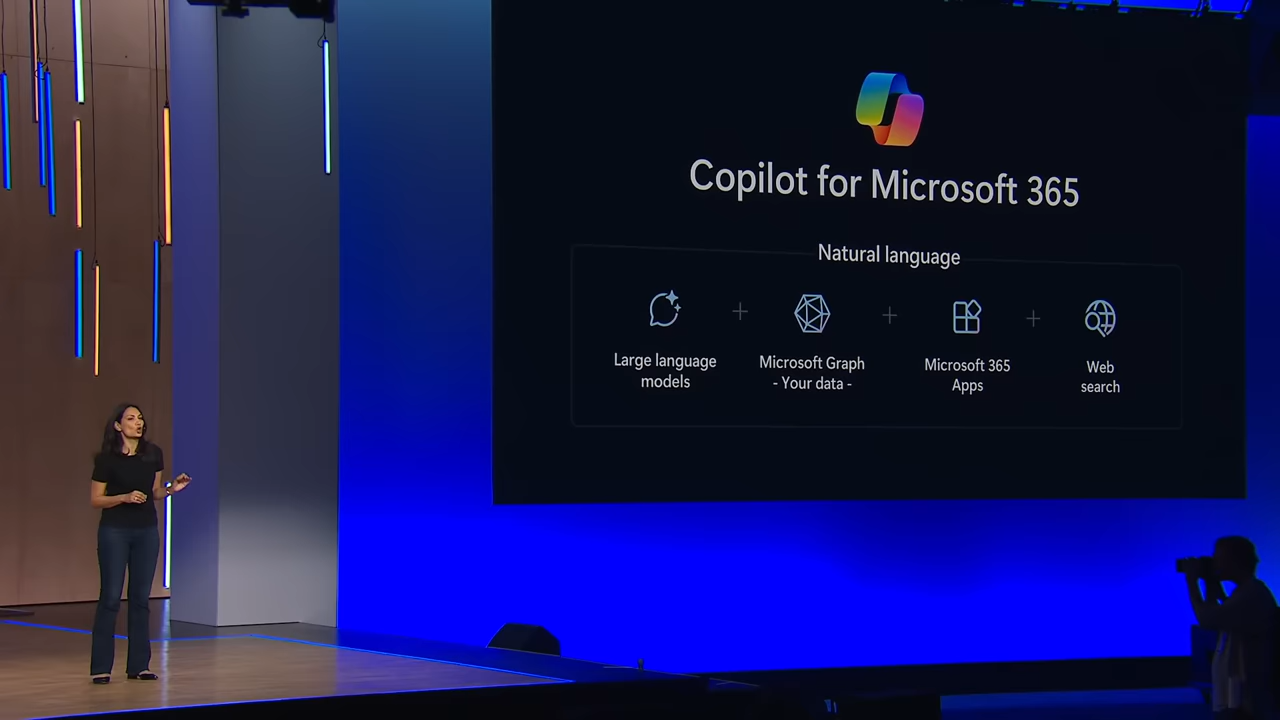 Copilot for Microsoft 365
Natural language
Large language
models
+
Microsoft Graph
- Your data -
+
Microsoft 365
Apps
+
Web
search